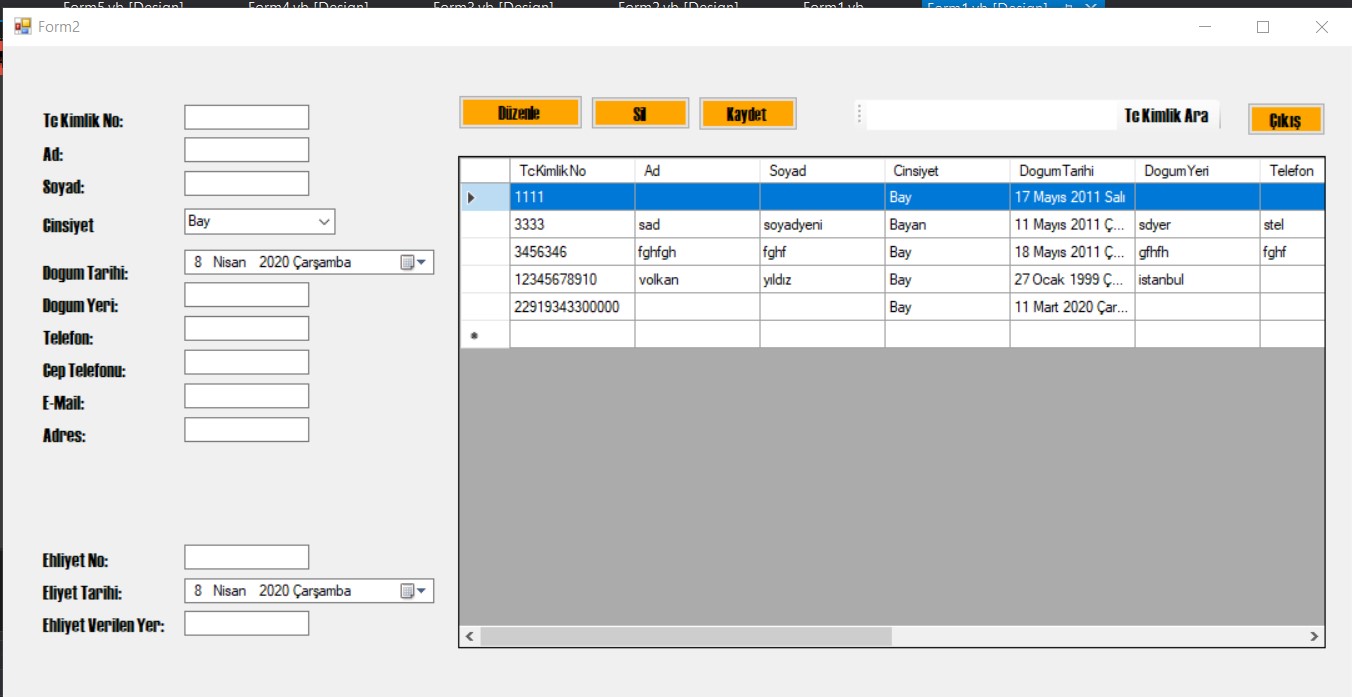 Form5.vb [Design] Form4.vb [Design] Form3.vb [Design] Form2.vb [Design] Form1.vb Form1.vb [Design]
Form2
Tc Kimlik No:
Ad:
Soyad:
Cinsiyet Bay
Dogum Tarihi: 8 Nisan 2020 Çarşamba
Dogum Yeri:
Telefon:
Cep Telefonu:
E-Mail:
Adres:
Ehliyet No:
Eliyet Tarihi: 8 Nisan 2020 Çarşamba
Ehliyet Verilen Yer:
Düzenle Sil Kaydet Tc Kimlik Ara Çıkış
TcKimlikNo Ad Soyad Cinsiyet DogumTarihi DogumYeri Telefon
1111 Bay 17 Mayıs 2011 Salı
3333 sad soyadyeni Bayan 11 Mayıs 2011 Ç... sdyer stel
3456346 fghfgh fghf Bay 18 Mayıs 2011 Ç... gfhfh fghf
12345678910 volkan yıldız Bay 27 Ocak 1999 Ç... istanbul
22919343300000 Bay 11 Mart 2020 Çar...